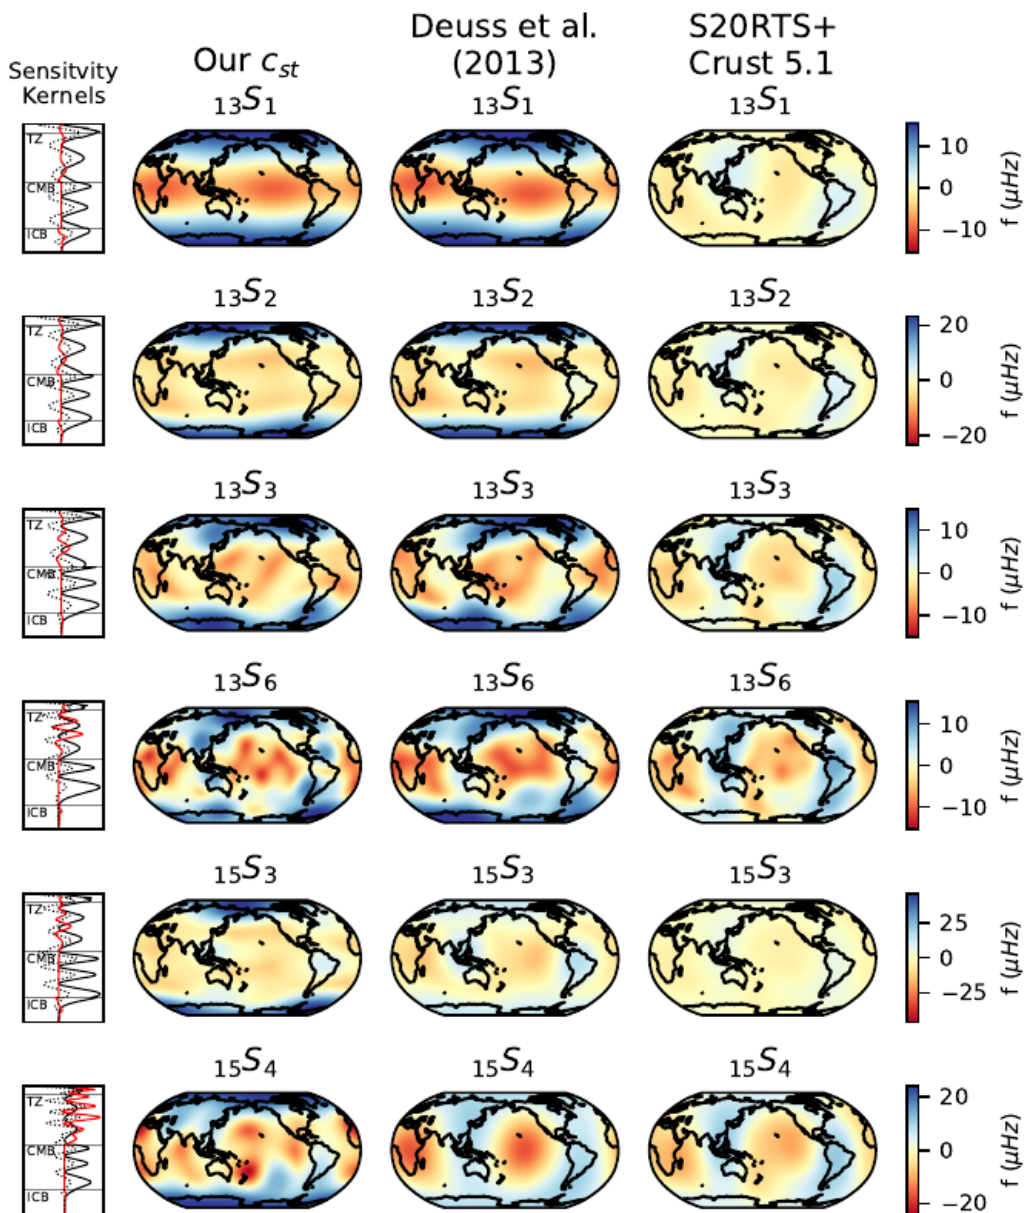 Sensitvity
Kernels
Our c_st
Deuss et al.
(2013)
S20RTS+
Crust 5.1
₁₃S₁ ₁₃S₁ ₁₃S₁
TZ
CMB
ICB
10
0
−10
f (μHz)
₁₃S₂ ₁₃S₂ ₁₃S₂
TZ
CMB
ICB
20
0
−20
f (μHz)
₁₃S₃ ₁₃S₃ ₁₃S₃
TZ
CMB
ICB
10
0
−10
f (μHz)
₁₃S₆ ₁₃S₆ ₁₃S₆
TZ
CMB
ICB
10
0
−10
f (μHz)
₁₅S₃ ₁₅S₃ ₁₅S₃
TZ
CMB
ICB
25
0
−25
f (μHz)
₁₅S₄ ₁₅S₄ ₁₅S₄
TZ
CMB
ICB
20
0
−20
f (μHz)